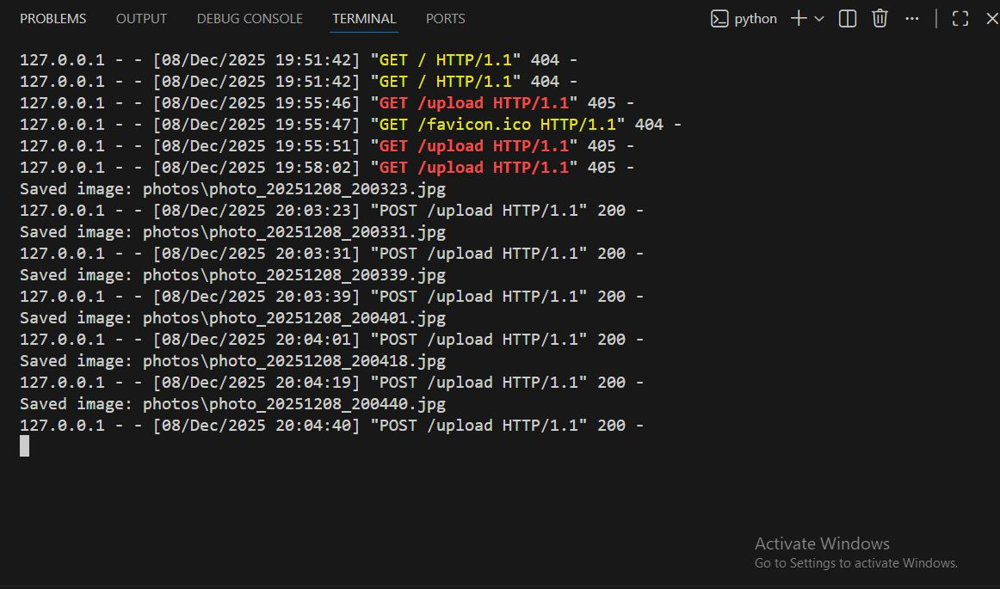 PROBLEMS OUTPUT DEBUG CONSOLE TERMINAL PORTS python
127.0.0.1 - - [08/Dec/2025 19:51:42] "GET / HTTP/1.1" 404 -
127.0.0.1 - - [08/Dec/2025 19:51:42] "GET / HTTP/1.1" 404 -
127.0.0.1 - - [08/Dec/2025 19:55:46] "GET /upload HTTP/1.1" 405 -
127.0.0.1 - - [08/Dec/2025 19:55:47] "GET /favicon.ico HTTP/1.1" 404 -
127.0.0.1 - - [08/Dec/2025 19:55:51] "GET /upload HTTP/1.1" 405 -
127.0.0.1 - - [08/Dec/2025 19:58:02] "GET /upload HTTP/1.1" 405 -
Saved image: photos\photo_20251208_200323.jpg
127.0.0.1 - - [08/Dec/2025 20:03:23] "POST /upload HTTP/1.1" 200 -
Saved image: photos\photo_20251208_200331.jpg
127.0.0.1 - - [08/Dec/2025 20:03:31] "POST /upload HTTP/1.1" 200 -
Saved image: photos\photo_20251208_200339.jpg
127.0.0.1 - - [08/Dec/2025 20:03:39] "POST /upload HTTP/1.1" 200 -
Saved image: photos\photo_20251208_200401.jpg
127.0.0.1 - - [08/Dec/2025 20:04:01] "POST /upload HTTP/1.1" 200 -
Saved image: photos\photo_20251208_200418.jpg
127.0.0.1 - - [08/Dec/2025 20:04:19] "POST /upload HTTP/1.1" 200 -
Saved image: photos\photo_20251208_200440.jpg
127.0.0.1 - - [08/Dec/2025 20:04:40] "POST /upload HTTP/1.1" 200 -
Activate Windows
Go to Settings to activate Windows.